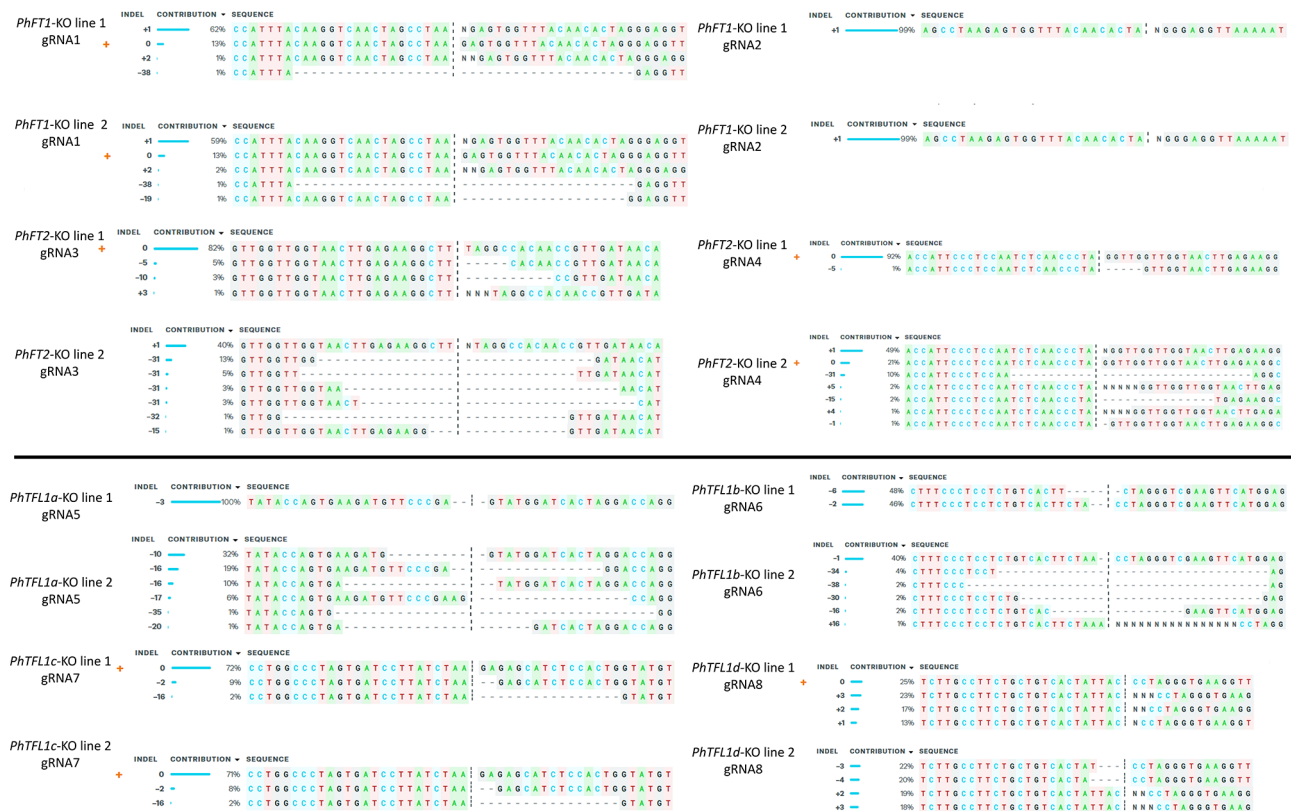 PhFT1-KO line 1
gRNA1
INDEL CONTRIBUTION SEQUENCE
+1 62% CCATTTACAAGGTCAACTAGCCTAA NGAGTGGTTTACAACACTAGGGAGGT
+ 0 13% CCATTTACAAGGTCAACTAGCCTAA GAGTGGTTTACAACACTAGGGAGGTT
+2 1% CCATTTACAAGGTCAACTAGCCTAA NNGAGTGGTTTACAACACTAGGGAGG
-38 1% CCATTTA------------------ --------------------GAGGTT
PhFT1-KO line 1
gRNA2
INDEL CONTRIBUTION SEQUENCE
+1 99% AGCCTAAGAGTGGTTTACAACACTA NGGGAGGTTAAAAAT
PhFT1-KO line 2
gRNA1
INDEL CONTRIBUTION SEQUENCE
+1 59% CCATTTACAAGGTCAACTAGCCTAA NGAGTGGTTTACAACACTAGGGAGGT
+ 0 13% CCATTTACAAGGTCAACTAGCCTAA GAGTGGTTTACAACACTAGGGAGGTT
+2 2% CCATTTACAAGGTCAACTAGCCTAA NNGAGTGGTTTACAACACTAGGGAGG
-38 1% CCATTTA------------------ --------------------GAGGTT
-19 1% CCATTTACAAGGTCAACTAGCCTAA -------------------GGAGGTT
PhFT1-KO line 2
gRNA2
INDEL CONTRIBUTION SEQUENCE
+1 99% AGCCTAAGAGTGGTTTACAACACTA NGGGAGGTTAAAAAT
PhFT2-KO line 1
gRNA3
INDEL CONTRIBUTION SEQUENCE
+ 0 82% GTTGGTTGGTAACTTGAGAAGGCTT TAGGCCACAACCGTTGATAACA
-5 5% GTTGGTTGGTAACTTGAGAAGGCTT -----CACAACCGTTGATAACA
-10 3% GTTGGTTGGTAACTTGAGAAGGCTT ----------CCGTTGATAACA
+3 1% GTTGGTTGGTAACTTGAGAAGGCTT NNNTAGGCCACAACCGTTGATA
PhFT2-KO line 1
gRNA4
INDEL CONTRIBUTION SEQUENCE
+ 0 92% ACCATTCCCTCCAATCTCAACCCTA GGTTGGTTGGTAACTTGAGAAGG
-5 1% ACCATTCCCTCCAATCTCAACCCTA -----GTTGGTAACTTGAGAAGG
PhFT2-KO line 2
gRNA3
INDEL CONTRIBUTION SEQUENCE
+1 40% GTTGGTTGGTAACTTGAGAAGGCTT NTAGGCCACAACCGTTGATAACA
-31 13% GTTGGTTGG---------------- ---------------GATAACAT
-31 5% GTTGGTT------------------ -------------TTGATAACAT
-31 3% GTTGGTTGGTAA------------- ------------------AACAT
-31 3% GTTGGTTGGTAACT----------- --------------------CAT
-32 1% GTTGG-------------------- ------------GTTGATAACAT
-15 1% GTTGGTTGGTAACTTGAGAAGG--- ------------GTTGATAACAT
PhFT2-KO line 2
gRNA4
INDEL CONTRIBUTION SEQUENCE
+1 49% ACCATTCCCTCCAATCTCAACCCTA NGGTTGGTTGGTAACTTGAGAAGG
+ 0 21% ACCATTCCCTCCAATCTCAACCCTA GGTTGGTTGGTAACTTGAGAAGGC
-31 10% ACCATTCCCTCCAA----------- --------------------AGGC
+5 2% ACCATTCCCTCCAATCTCAACCCTA NNNNNGGTTGGTTGGTAACTTGAG
-15 2% ACCATTCCCTCCAATCTCAACCCTA ---------------TGAGAAGGC
+4 1% ACCATTCCCTCCAATCTCAACCCTA NNNNGGTTGGTTGGTAACTTGAGA
-1 1% ACCATTCCCTCCAATCTCAACCCTA -GTTGGTTGGTAACTTGAGAAGGC
PhTFL1a-KO line 1
gRNA5
INDEL CONTRIBUTION SEQUENCE
-3 100% TATACCAGTGAAGATGTTCCCGA-- -GTATGGATCACTAGGACCAGG
PhTFL1b-KO line 1
gRNA6
INDEL CONTRIBUTION SEQUENCE
-6 48% CTTTCCCTCCTCTGTCACTT----- -CCTAGGGTCGAAGTTCATGGAG
-2 46% CTTTCCCTCCTCTGTCACTTCTA-- CCTAGGGTCGAAGTTCATGGAG
PhTFL1a-KO line 2
gRNA5
INDEL CONTRIBUTION SEQUENCE
-10 32% TATACCAGTGAAGATG--------- -GTATGGATCACTAGGACCAGG
-16 19% TATACCAGTGAAGATGTTCCCGA-- --------------GGACCAGG
-16 10% TATACCAGTGA-------------- --TATGGATCACTAGGACCAGG
-17 6% TATACCAGTGAAGATGTTCCCGAAG -----------------CCAGG
-35 1% TATACCAGTG--------------- --------------------GG
-20 1% TATACCAGTGA-------------- ------GATCACTAGGACCAGG
PhTFL1b-KO line 2
gRNA6
INDEL CONTRIBUTION SEQUENCE
-1 40% CTTTCCCTCCTCTGTCACTTCTAA- CCTAGGGTCGAAGTTCATGGAG
-34 4% CTTTCCCTCCT-------------- --------------------AG
-38 2% CTTTCCC------------------ --------------------AG
-30 2% CTTTCCCTCCTCTG----------- -------------------GAG
-16 2% CTTTCCCTCCTCTGTCAC------- ---------GAAGTTCATGGAG
+16 1% CTTTCCCTCCTCTGTCACTTCTAAA NNNNNNNNNNNNNNNNCCTAGG
PhTFL1c-KO line 1
gRNA7
INDEL CONTRIBUTION SEQUENCE
+ 0 72% CCTGGCCCTAGTGATCCTTATCTAA GAGAGCATCTCCACTGGTATGT
-2 9% CCTGGCCCTAGTGATCCTTATCTAA --GAGCATCTCCACTGGTATGT
-16 2% CCTGGCCCTAGTGATCCTTATCTAA ----------------GTATGT
PhTFL1d-KO line 1
gRNA8
INDEL CONTRIBUTION SEQUENCE
+ 0 25% TCTTGCCTTCTGCTGTCACTATTAC CCTAGGGTGAAGGTT
+3 23% TCTTGCCTTCTGCTGTCACTATTAC NNNCCTAGGGTGAAG
+2 17% TCTTGCCTTCTGCTGTCACTATTAC NNCCTAGGGTGAAGG
+1 13% TCTTGCCTTCTGCTGTCACTATTAC NCCTAGGGTGAAGGT
PhTFL1c-KO line 2
gRNA7
INDEL CONTRIBUTION SEQUENCE
+ 0 71% CCTGGCCCTAGTGATCCTTATCTAA GAGAGCATCTCCACTGGTATGT
-2 8% CCTGGCCCTAGTGATCCTTATCTAA --GAGCATCTCCACTGGTATGT
-16 2% CCTGGCCCTAGTGATCCTTATCTAA ----------------GTATGT
PhTFL1d-KO line 2
gRNA8
INDEL CONTRIBUTION SEQUENCE
-3 22% TCTTGCCTTCTGCTGTCACTAT--- CCTAGGGTGAAGGTT
-4 20% TCTTGCCTTCTGCTGTCACTA---- CCTAGGGTGAAGGTT
+2 19% TCTTGCCTTCTGCTGTCACTATTAC NNCCTAGGGTGAAGG
+3 18% TCTTGCCTTCTGCTGTCACTATTAC NNNCCTAGGGTGAAG